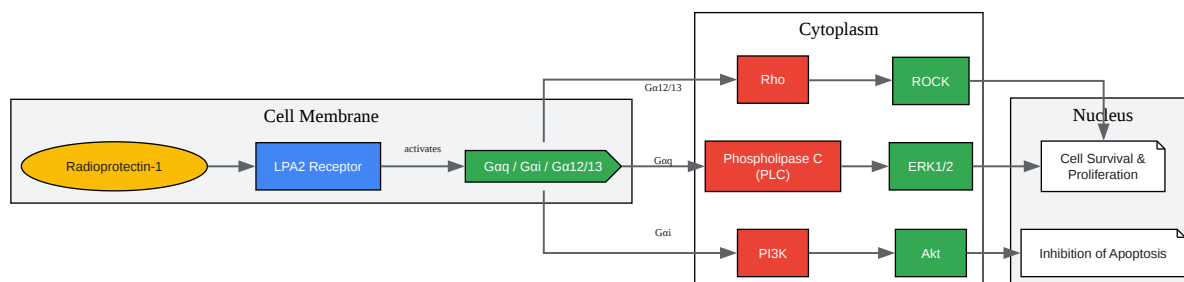 Cytoplasm
Rho
ROCK
Gα12/13
Cell Membrane
Nucleus
Radioprotectin-1
LPA2 Receptor
activates
Gαq / Gαi / Gα12/13
Gαq
Phospholipase C
(PLC)
ERK1/2
Cell Survival &
Proliferation
Gαi
PI3K
Akt
Inhibition of Apoptosis